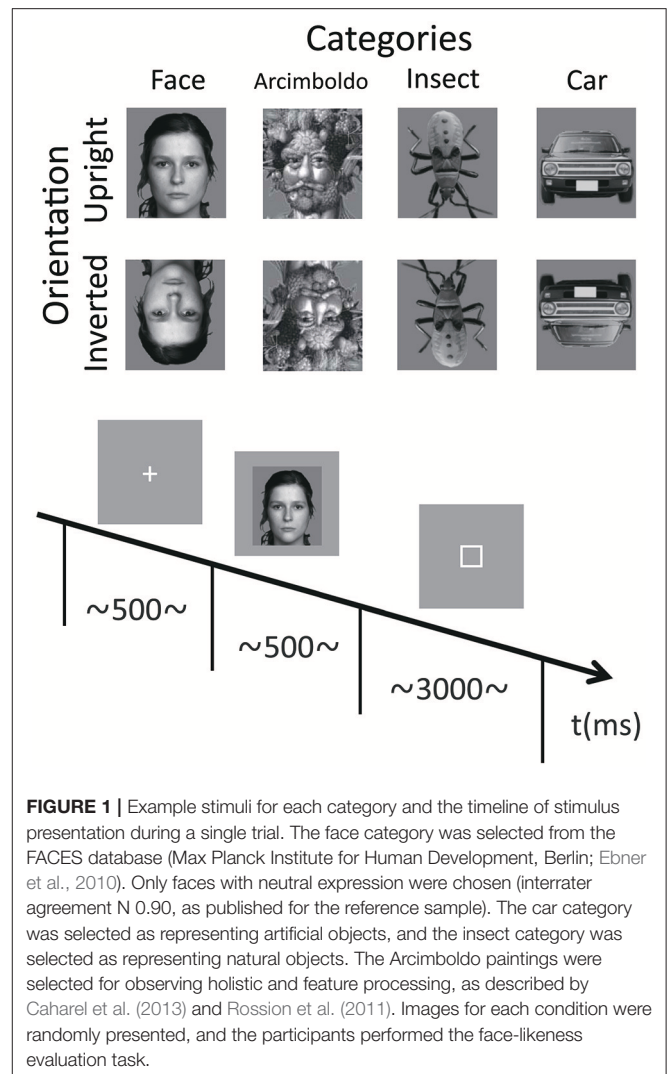 Categories
Face Arcimboldo Insect Car
Orientation
Upright
Inverted
~500~
~500~
~3000~
t(ms)
FIGURE 1 | Example stimuli for each category and the timeline of stimulus
presentation during a single trial. The face category was selected from the
FACES database (Max Planck Institute for Human Development, Berlin; Ebner
et al., 2010). Only faces with neutral expression were chosen (interrater
agreement N 0.90, as published for the reference sample). The car category
was selected as representing artificial objects, and the insect category was
selected as representing natural objects. The Arcimboldo paintings were
selected for observing holistic and feature processing, as described by
Caharel et al. (2013) and Rossion et al. (2011). Images for each condition were
randomly presented, and the participants performed the face-likeness
evaluation task.